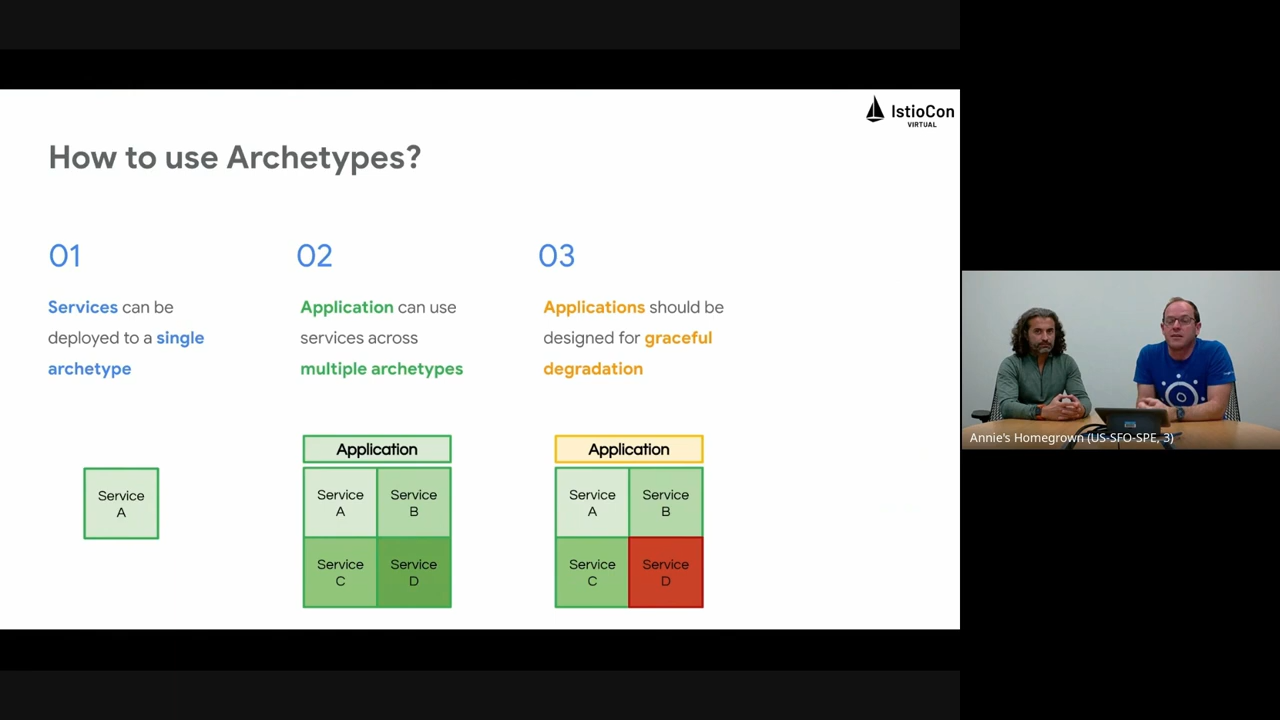 IstioCon
VIRTUAL
How to use Archetypes?
01
Services can be
deployed to a single
archetype
02
Application can use
services across
multiple archetypes
03
Applications should be
designed for graceful
degradation
Service
A
Application
Service
A
Service
B
Service
C
Service
D
Application
Service
A
Service
B
Service
C
Service
D
Annie's Homegrown (US-SFO-SPE, 3)